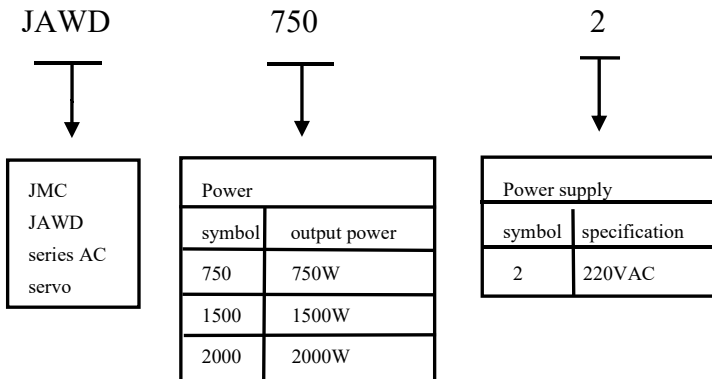 JAWD 750 2
JMC
JAWD
series AC
servo
Power
symbol output power
750 750W
1500 1500W
2000 2000W
Power supply
symbol specification
2 220VAC